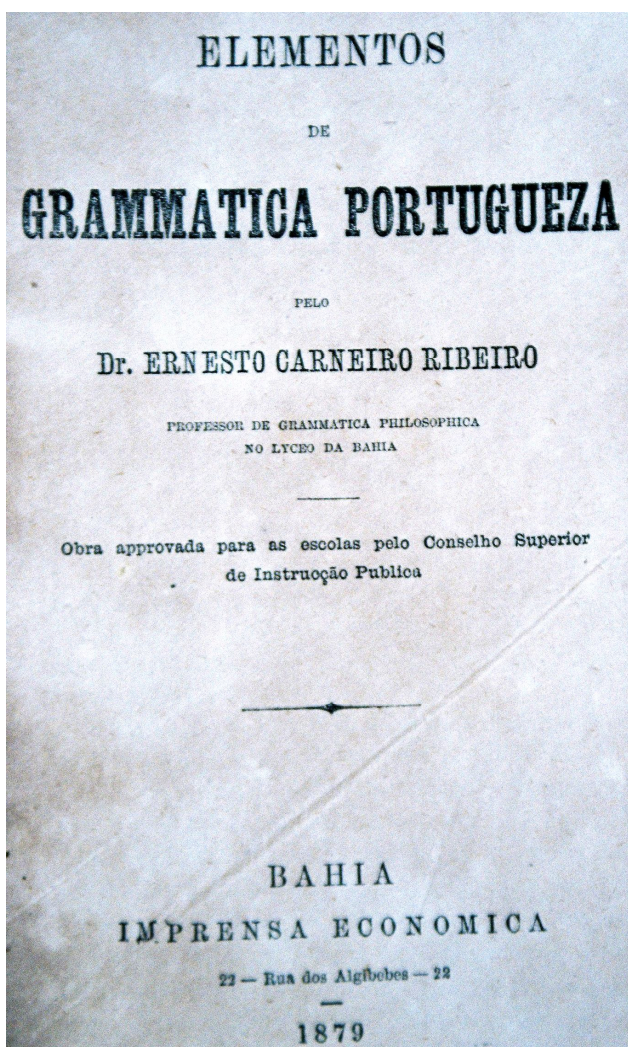 ELEMENTOS
DE
GRAMMATICA PORTUGUEZA
PELO
Dr. ERNESTO CARNEIRO RIBEIRO
PROFESSOR DE GRAMMATICA PHILOSOPHICA
NO LYCEO DA BAHIA
Obra approvada para as escolas pelo Conselho Superior
de Instrucção Publica
BAHIA
IMPRENSA ECONOMICA
22 — Rua dos Algibebes — 22
1879